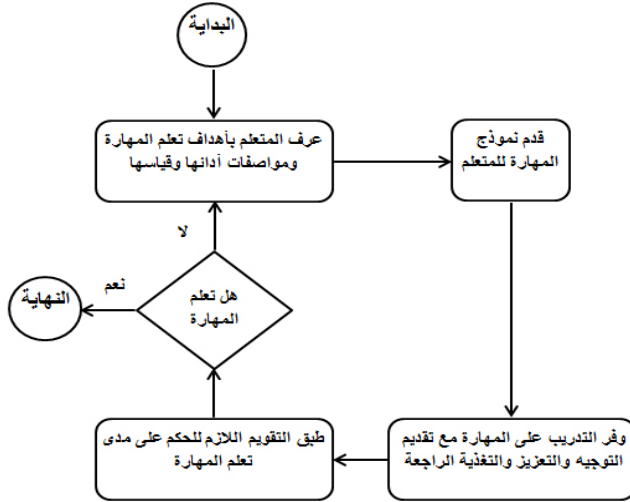 البداية
عرف المتعلم بأهداف تعلم المهارة
ومواصفات أدائها وقياسها
قدم نموذج
المهارة للمتعلم
لا
نعم
النهاية
هل تعلم
المهارة
وفر التدريب على المهارة مع تقديم
التوجيه والتعزيز والتغذية الراجعة
طبق التقويم اللازم للحكم على مدى
تعلم المهارة